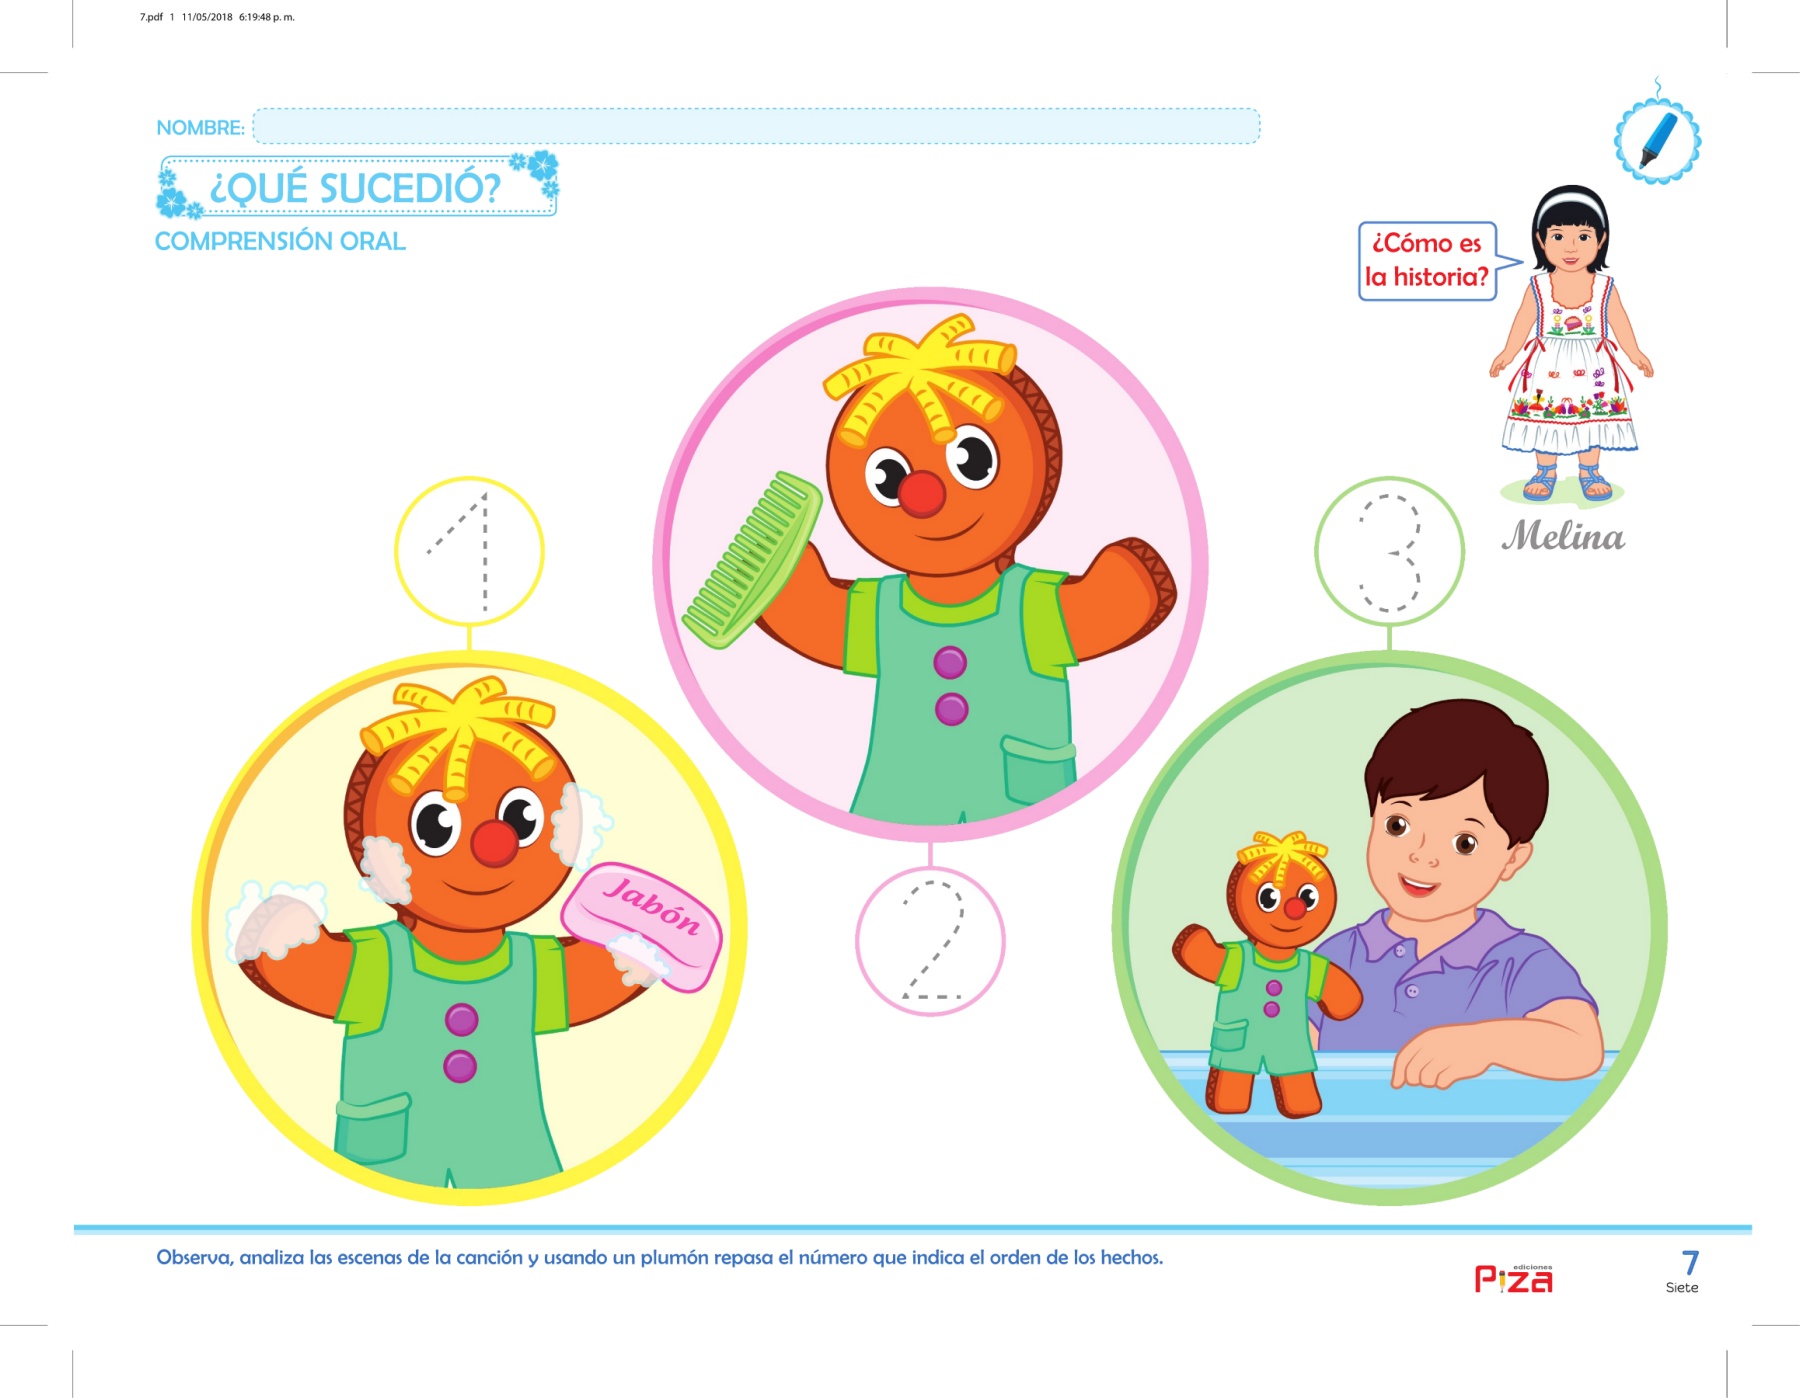 7.pdf 1 11/05/2018 6:19:48 p. m.
NOMBRE:
¿QUÉ SUCEDIÓ?
COMPRENSIÓN ORAL
¿Cómo es
la historia?
Melina
1
2
3
Jabón
Observa, analiza las escenas de la canción y usando un plumón repasa el número que indica el orden de los hechos.
ediciones
Piza
7
Siete